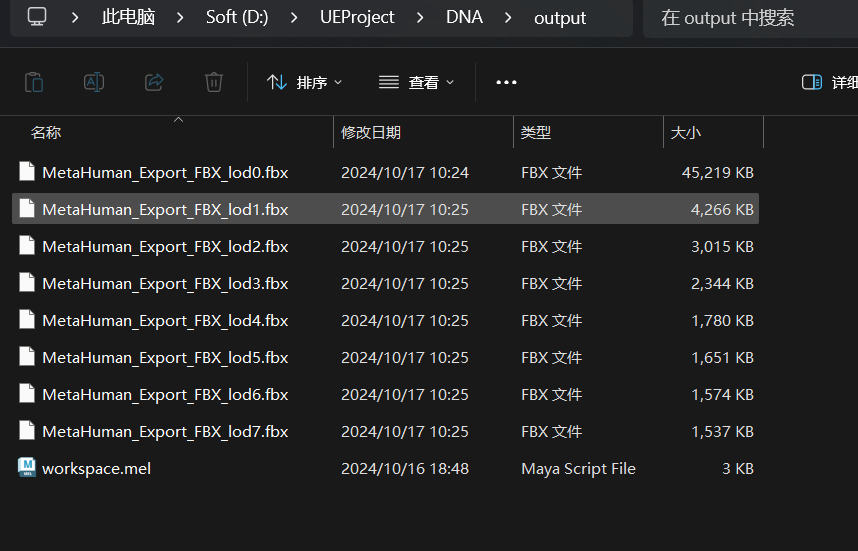 此电脑 > Soft (D:) > UEProject > DNA > output 在 output 中搜索
排序 查看 ••• 详细
名称 修改日期 类型 大小
MetaHuman_Export_FBX_lod0.fbx 2024/10/17 10:24 FBX 文件 45,219 KB
MetaHuman_Export_FBX_lod1.fbx 2024/10/17 10:25 FBX 文件 4,266 KB
MetaHuman_Export_FBX_lod2.fbx 2024/10/17 10:25 FBX 文件 3,015 KB
MetaHuman_Export_FBX_lod3.fbx 2024/10/17 10:25 FBX 文件 2,344 KB
MetaHuman_Export_FBX_lod4.fbx 2024/10/17 10:25 FBX 文件 1,780 KB
MetaHuman_Export_FBX_lod5.fbx 2024/10/17 10:25 FBX 文件 1,651 KB
MetaHuman_Export_FBX_lod6.fbx 2024/10/17 10:25 FBX 文件 1,574 KB
MetaHuman_Export_FBX_lod7.fbx 2024/10/17 10:25 FBX 文件 1,537 KB
workspace.mel 2024/10/16 18:48 Maya Script File 3 KB